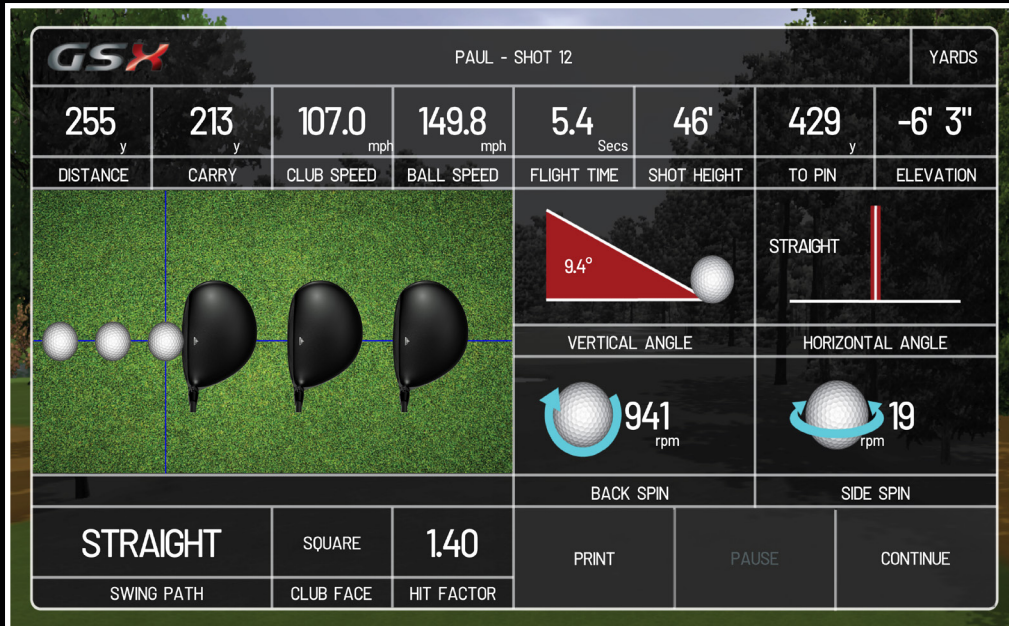 GSX
PAUL - SHOT 12
YARDS
255 y
213 y
107.0 mph
149.8 mph
5.4 Secs
46'
429 y
-6' 3"
DISTANCE
CARRY
CLUB SPEED
BALL SPEED
FLIGHT TIME
SHOT HEIGHT
TO PIN
ELEVATION
9.4°
STRAIGHT
VERTICAL ANGLE
HORIZONTAL ANGLE
941 rpm
19 rpm
BACK SPIN
SIDE SPIN
STRAIGHT
SQUARE
1.40
PRINT
PAUSE
CONTINUE
SWING PATH
CLUB FACE
HIT FACTOR